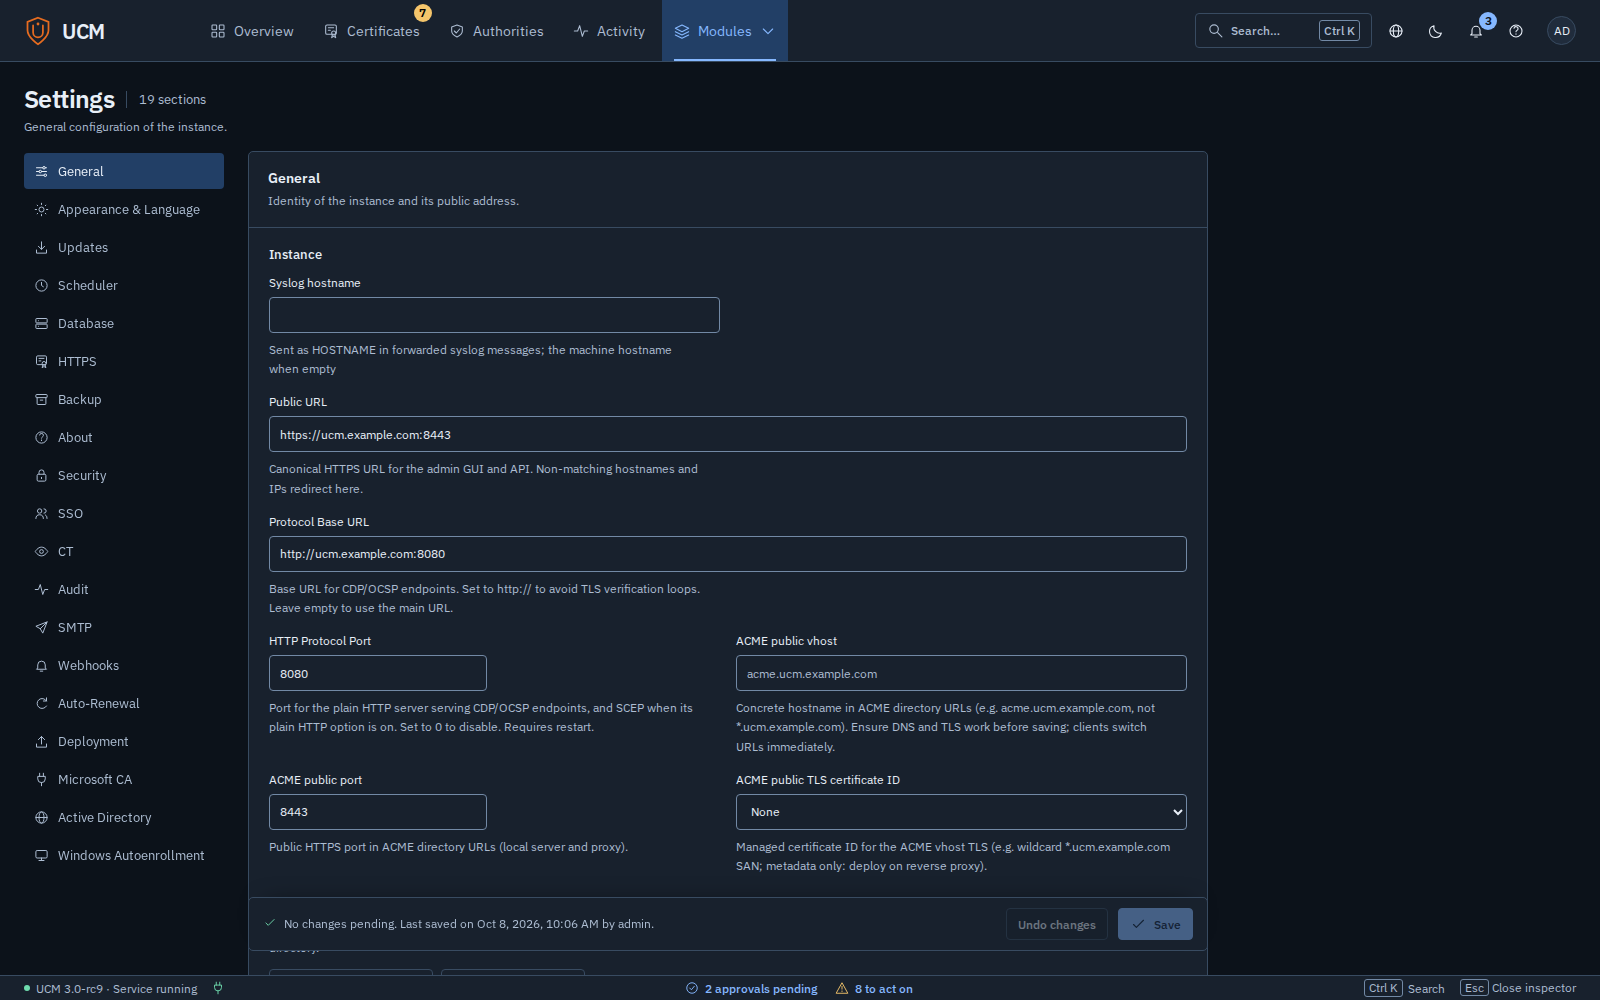 UCM
Overview
7
Certificates
Authorities
Activity
Modules
Search...
Ctrl K
3
AD
Settings
19 sections
General configuration of the instance.
General
Appearance & Language
Updates
Scheduler
Database
HTTPS
Backup
About
Security
SSO
CT
Audit
SMTP
Webhooks
Auto-Renewal
Deployment
Microsoft CA
Active Directory
Windows Autoenrollment
General
Identity of the instance and its public address.
Instance
Syslog hostname
Sent as HOSTNAME in forwarded syslog messages; the machine hostname
when empty
Public URL
https://ucm.example.com:8443
Canonical HTTPS URL for the admin GUI and API. Non-matching hostnames and
IPs redirect here.
Protocol Base URL
http://ucm.example.com:8080
Base URL for CDP/OCSP endpoints. Set to http:// to avoid TLS verification loops.
Leave empty to use the main URL.
HTTP Protocol Port
8080
Port for the plain HTTP server serving CDP/OCSP endpoints, and SCEP when its
plain HTTP option is on. Set to 0 to disable. Requires restart.
ACME public vhost
acme.ucm.example.com
Concrete hostname in ACME directory URLs (e.g. acme.ucm.example.com, not
*.ucm.example.com). Ensure DNS and TLS work before saving; clients switch
URLs immediately.
ACME public port
8443
Public HTTPS port in ACME directory URLs (local server and proxy).
ACME public TLS certificate ID
None
Managed certificate ID for the ACME vhost TLS (e.g. wildcard *.ucm.example.com
SAN; metadata only: deploy on reverse proxy).
No changes pending. Last saved on Oct 8, 2026, 10:06 AM by admin.
Undo changes
Save
UCM 3.0-rc9 · Service running
2 approvals pending
8 to act on
Ctrl K
Search
Esc
Close inspector